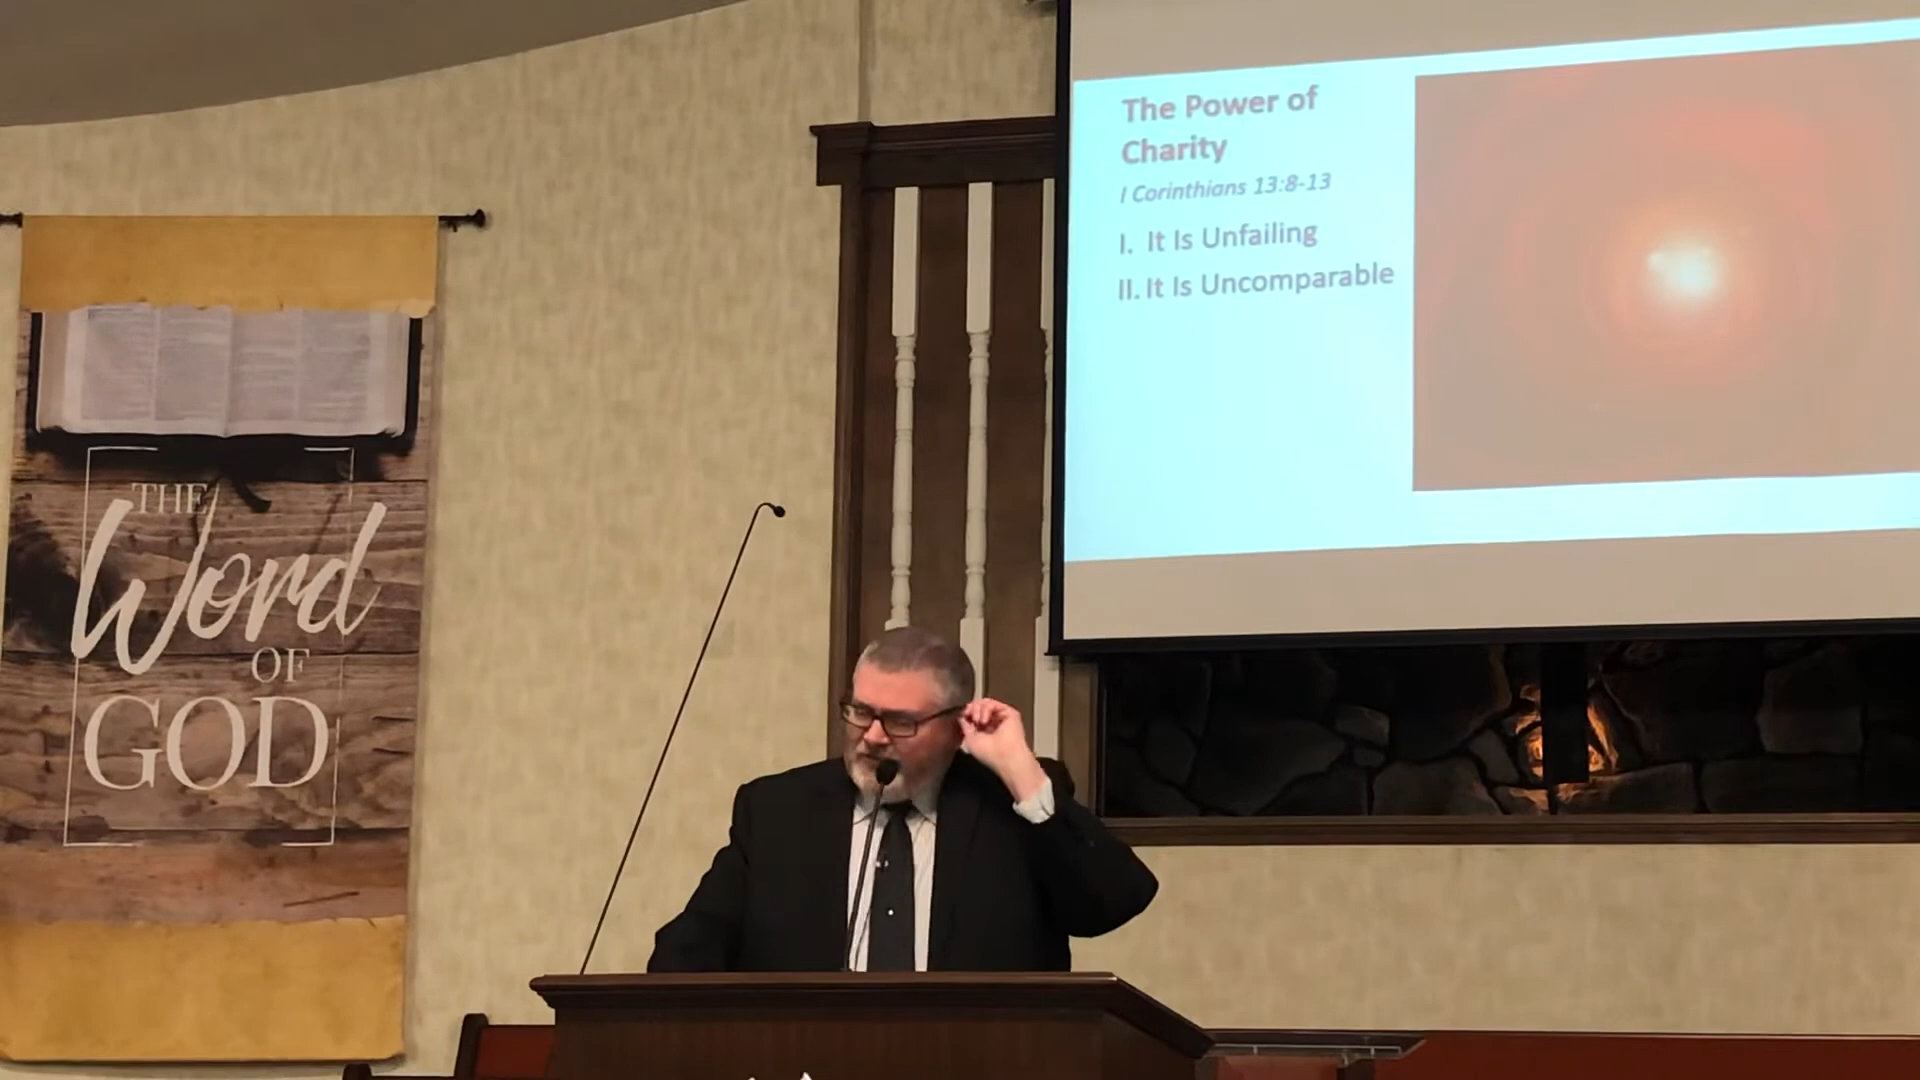 THE
Word
OF
GOD
The Power of
Charity
I Corinthians 13:8-13
I. It Is Unfailing
II. It Is Uncomparable